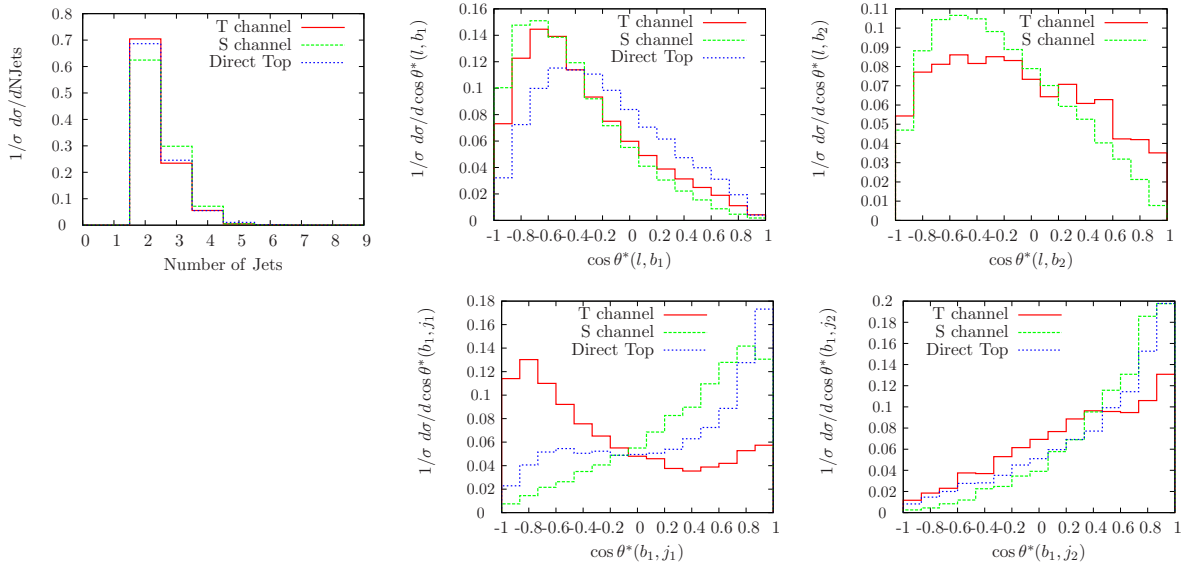 1/σ dσ/dNJets
0.8
0.7
0.6
0.5
0.4
0.3
0.2
0.1
0
0 1 2 3 4 5 6 7 8 9
Number of Jets
T channel
S channel
Direct Top
1/σ dσ/d cos θ*(l, b₁)
0.16
0.14
0.12
0.1
0.08
0.06
0.04
0.02
0
-1 -0.8 -0.6 -0.4 -0.2 0 0.2 0.4 0.6 0.8 1
cos θ*(l, b₁)
T channel
S channel
Direct Top
1/σ dσ/d cos θ*(l, b₂)
0.11
0.1
0.09
0.08
0.07
0.06
0.05
0.04
0.03
0.02
0.01
0
-1 -0.8 -0.6 -0.4 -0.2 0 0.2 0.4 0.6 0.8 1
cos θ*(l, b₂)
T channel
S channel
1/σ dσ/d cos θ*(b₁, j₁)
0.18
0.16
0.14
0.12
0.1
0.08
0.06
0.04
0.02
0
-1 -0.8 -0.6 -0.4 -0.2 0 0.2 0.4 0.6 0.8 1
cos θ*(b₁, j₁)
T channel
S channel
Direct Top
1/σ dσ/d cos θ*(b₁, j₂)
0.2
0.18
0.16
0.14
0.12
0.1
0.08
0.06
0.04
0.02
0
-1 -0.8 -0.6 -0.4 -0.2 0 0.2 0.4 0.6 0.8 1
cos θ*(b₁, j₂)
T channel
S channel
Direct Top